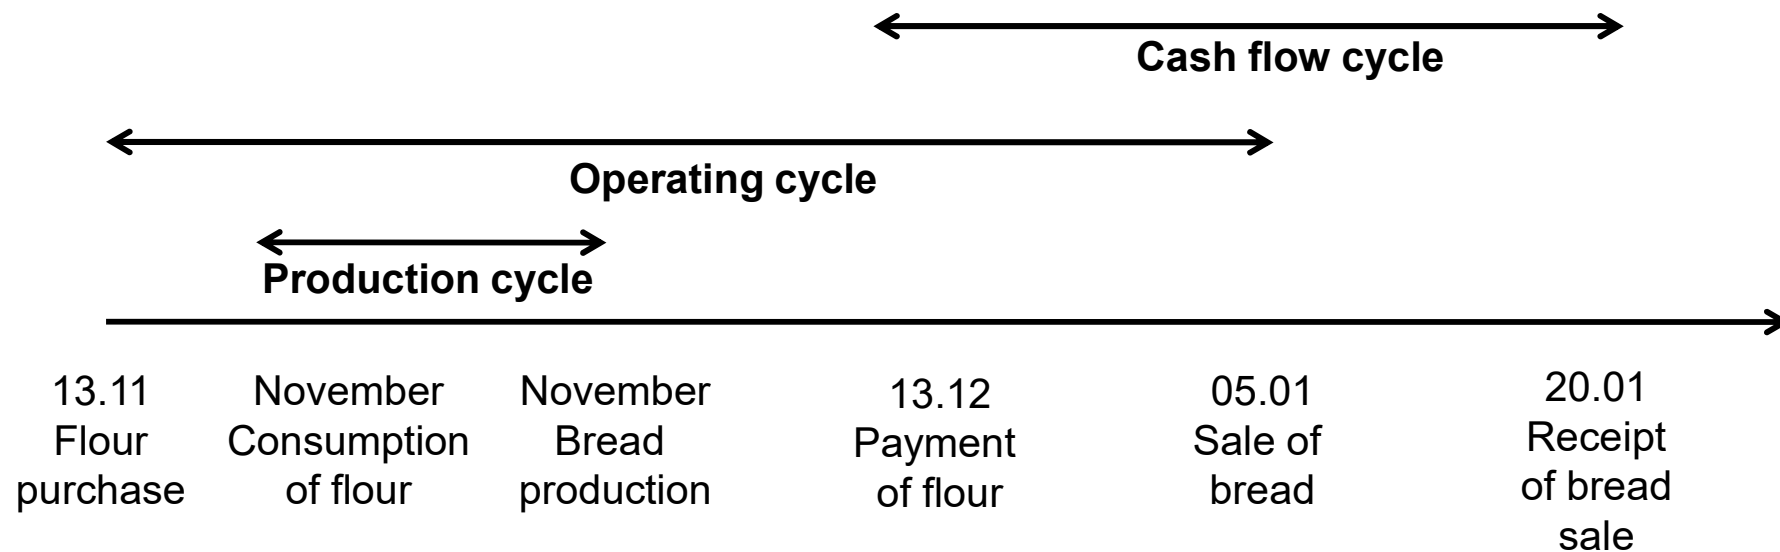 Cash flow cycle
Operating cycle
Production cycle
13.11
Flour
purchase
November
Consumption
of flour
November
Bread
production
13.12
Payment
of flour
05.01
Sale of
bread
20.01
Receipt
of bread
sale